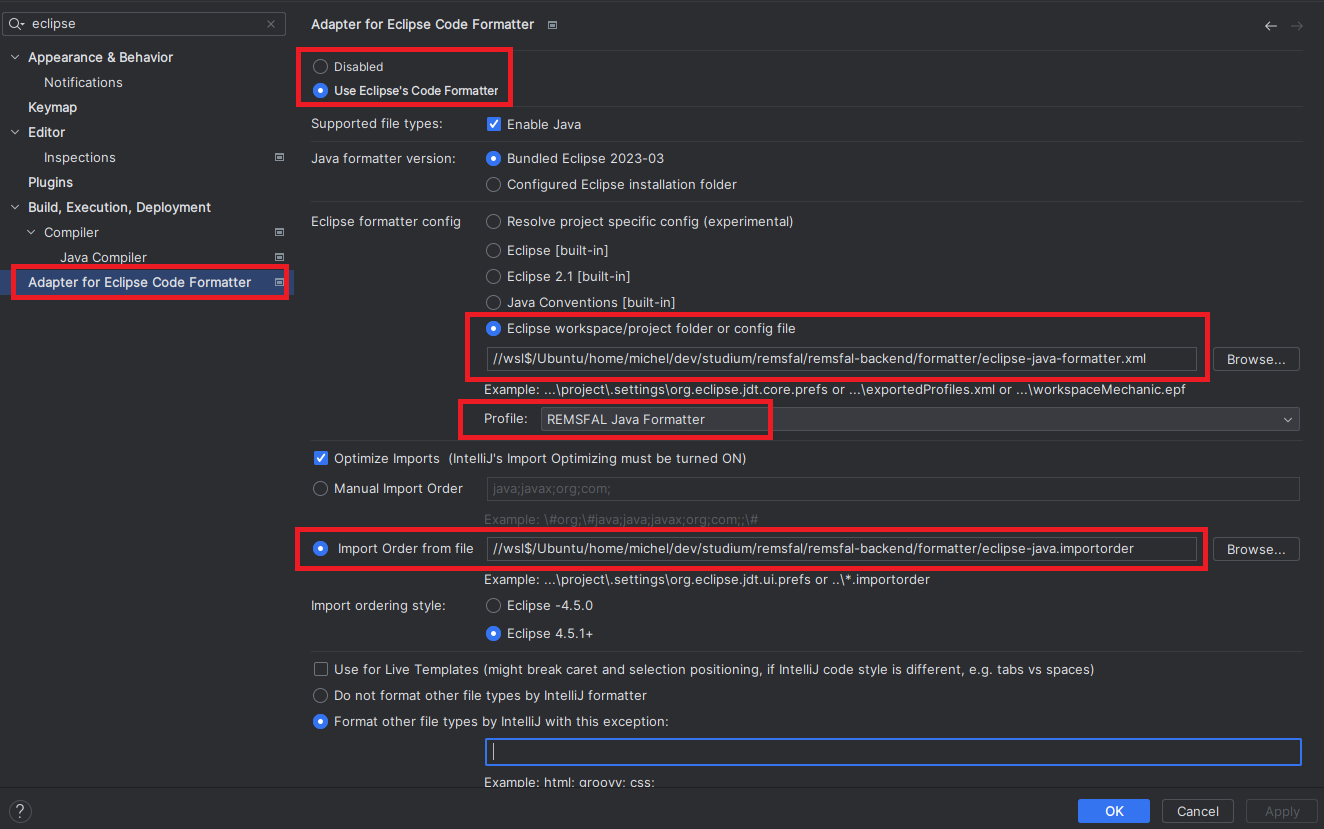 eclipse
Appearance & Behavior
Notifications
Keymap
Editor
Inspections
Plugins
Build, Execution, Deployment
Compiler
Java Compiler
Adapter for Eclipse Code Formatter
Adapter for Eclipse Code Formatter
Disabled
Use Eclipse's Code Formatter
Supported file types: Enable Java
Java formatter version: Bundled Eclipse 2023-03
Configured Eclipse installation folder
Eclipse formatter config Resolve project specific config (experimental)
Eclipse [built-in]
Eclipse 2.1 [built-in]
Java Conventions [built-in]
Eclipse workspace/project folder or config file
//wsl$/Ubuntu/home/michel/dev/studium/remsfal/remsfal-backend/formatter/eclipse-java-formatter.xml Browse...
Example: ...\project\.settings\org.eclipse.jdt.core.prefs or ...\exportedProfiles.xml or ...\workspaceMechanic.epf
Profile: REMSFAL Java Formatter
Optimize Imports (IntelliJ's Import Optimizing must be turned ON)
Manual Import Order java;javax;org;com;
Example: \#org;\#java;java;javax;org;com;;\#
Import Order from file //wsl$/Ubuntu/home/michel/dev/studium/remsfal/remsfal-backend/formatter/eclipse-java.importorder Browse...
Example: ...\project\.settings\org.eclipse.jdt.ui.prefs or ..\*.importorder
Import ordering style: Eclipse -4.5.0
Eclipse 4.5.1+
Use for Live Templates (might break caret and selection positioning, if IntelliJ code style is different, e.g. tabs vs spaces)
Do not format other file types by IntelliJ formatter
Format other file types by IntelliJ with this exception:
Example: html; groovy; css;
? OK Cancel Apply